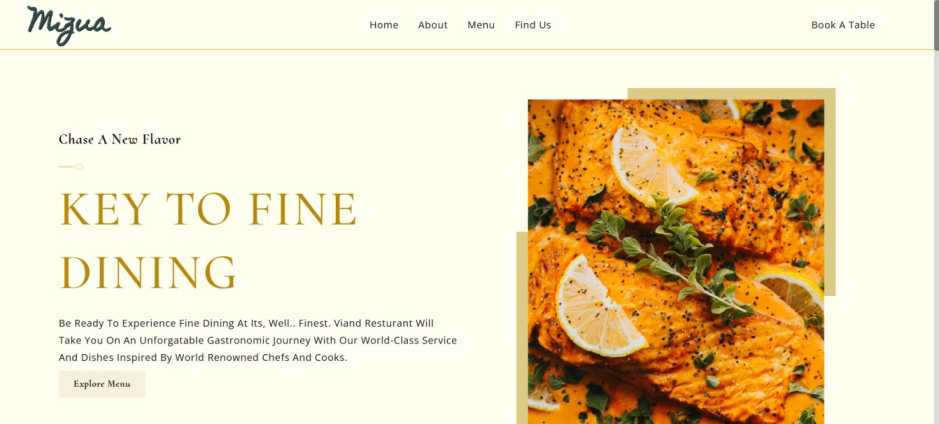 Mizua
Home About Menu Find Us
Book A Table
Chase A New Flavor
KEY TO FINE
DINING
Be Ready To Experience Fine Dining At Its, Well.. Finest. Viand Resturant Will
Take You On An Unforgatable Gastronomic Journey With Our World-Class Service
And Dishes Inspired By World Renowned Chefs And Cooks.
Explore Menu